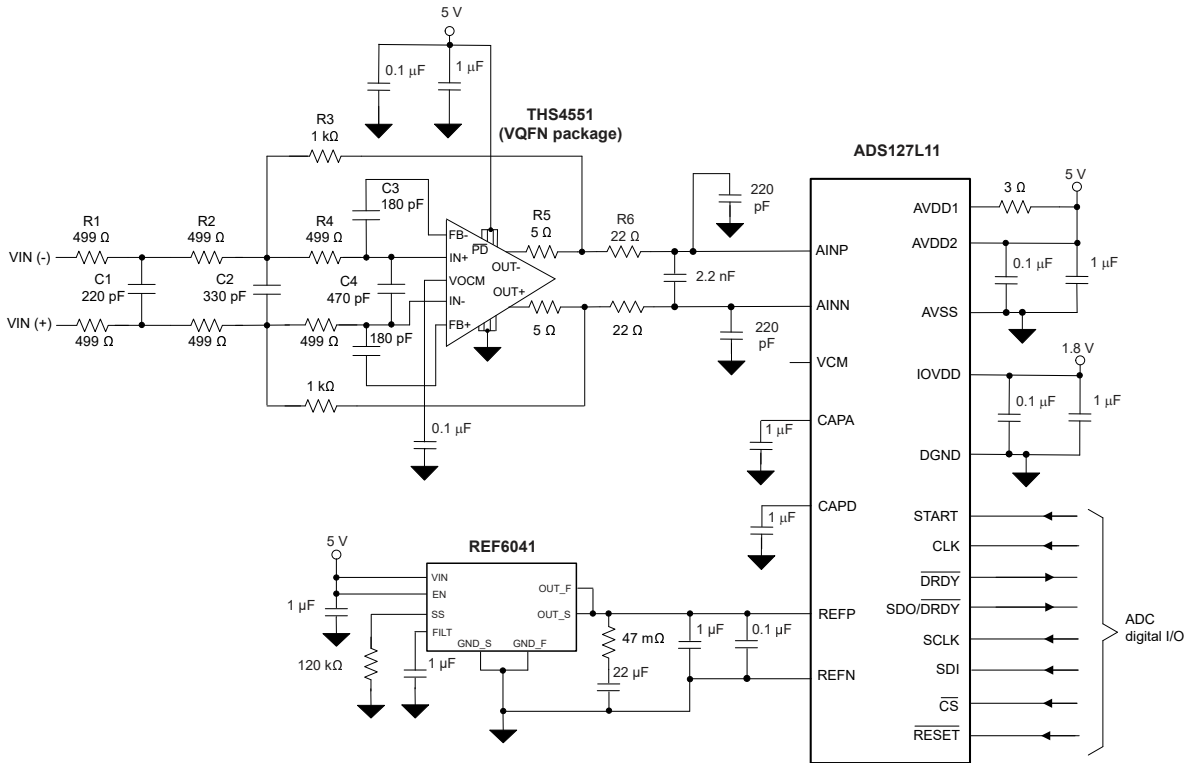 5 V
0.1 µF
1 µF
THS4551
(VQFN package)
R3
1 kΩ
ADS127L11
C3
180 pF
220
pF
3 Ω
5 V
AVDD1
R1
499 Ω
R2
499 Ω
R4
499 Ω
FB-
PD
R5
5 Ω
R6
22 Ω
AVDD2
VIN (-)
IN+
OUT-
AINP
0.1 µF
1 µF
C1
220 pF
C2
330 pF
C4
470 pF
VOCM
2.2 nF
OUT+
IN-
AINN
AVSS
VIN (+)
FB+
499 Ω
499 Ω
499 Ω
180 pF
5 Ω
22 Ω
220
pF
1.8 V
VCM
IOVDD
1 kΩ
0.1 µF
1 µF
0.1 µF
1 µF
CAPA
DGND
1 µF
CAPD
START
CLK
REF6041
5 V
VIN
EN
SS
FILT
OUT_F
OUT_S
GND_S
GND_F
DRDY
SDO/DRDY
1 µF
REFP
47 mΩ
1 µF
0.1 µF
SCLK
ADC
digital I/O
120 kΩ
1 µF
22 µF
REFN
SDI
CS
RESET